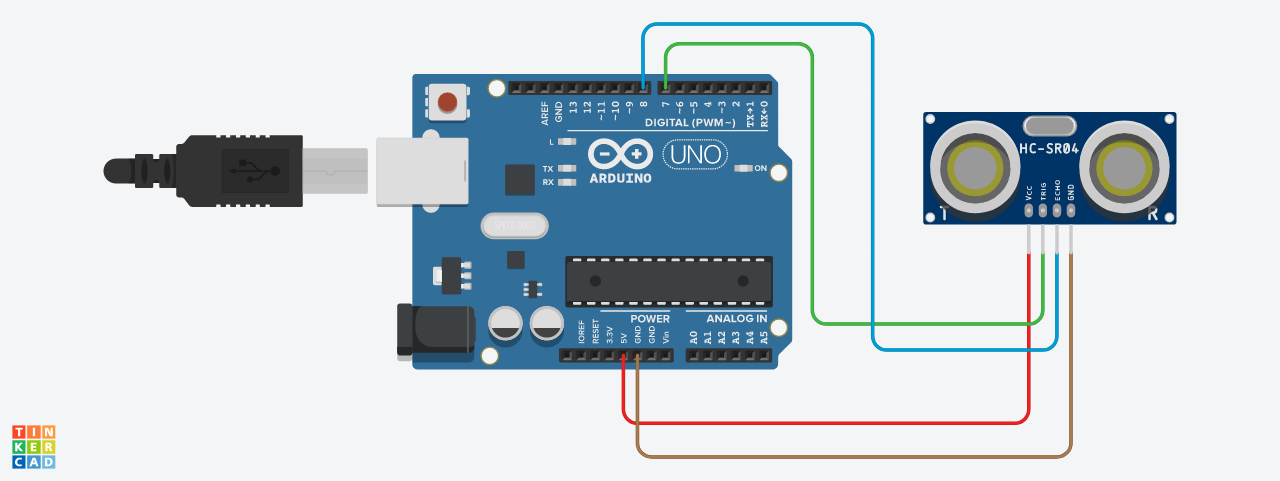 AREF
GND
13
12
~11
~10
~9
8
7
~6
~5
4
~3
2
TX→1
RX←0
DIGITAL (PWM~)
L
TX
RX
ARDUINO
UNO
ON
HC-SR04
VCC
TRIG
ECHO
GND
T
R
POWER
ANALOG IN
IOREF
RESET
3.3V
5V
GND
GND
Vin
A0
A1
A2
A3
A4
A5
TIN
KER
CAD